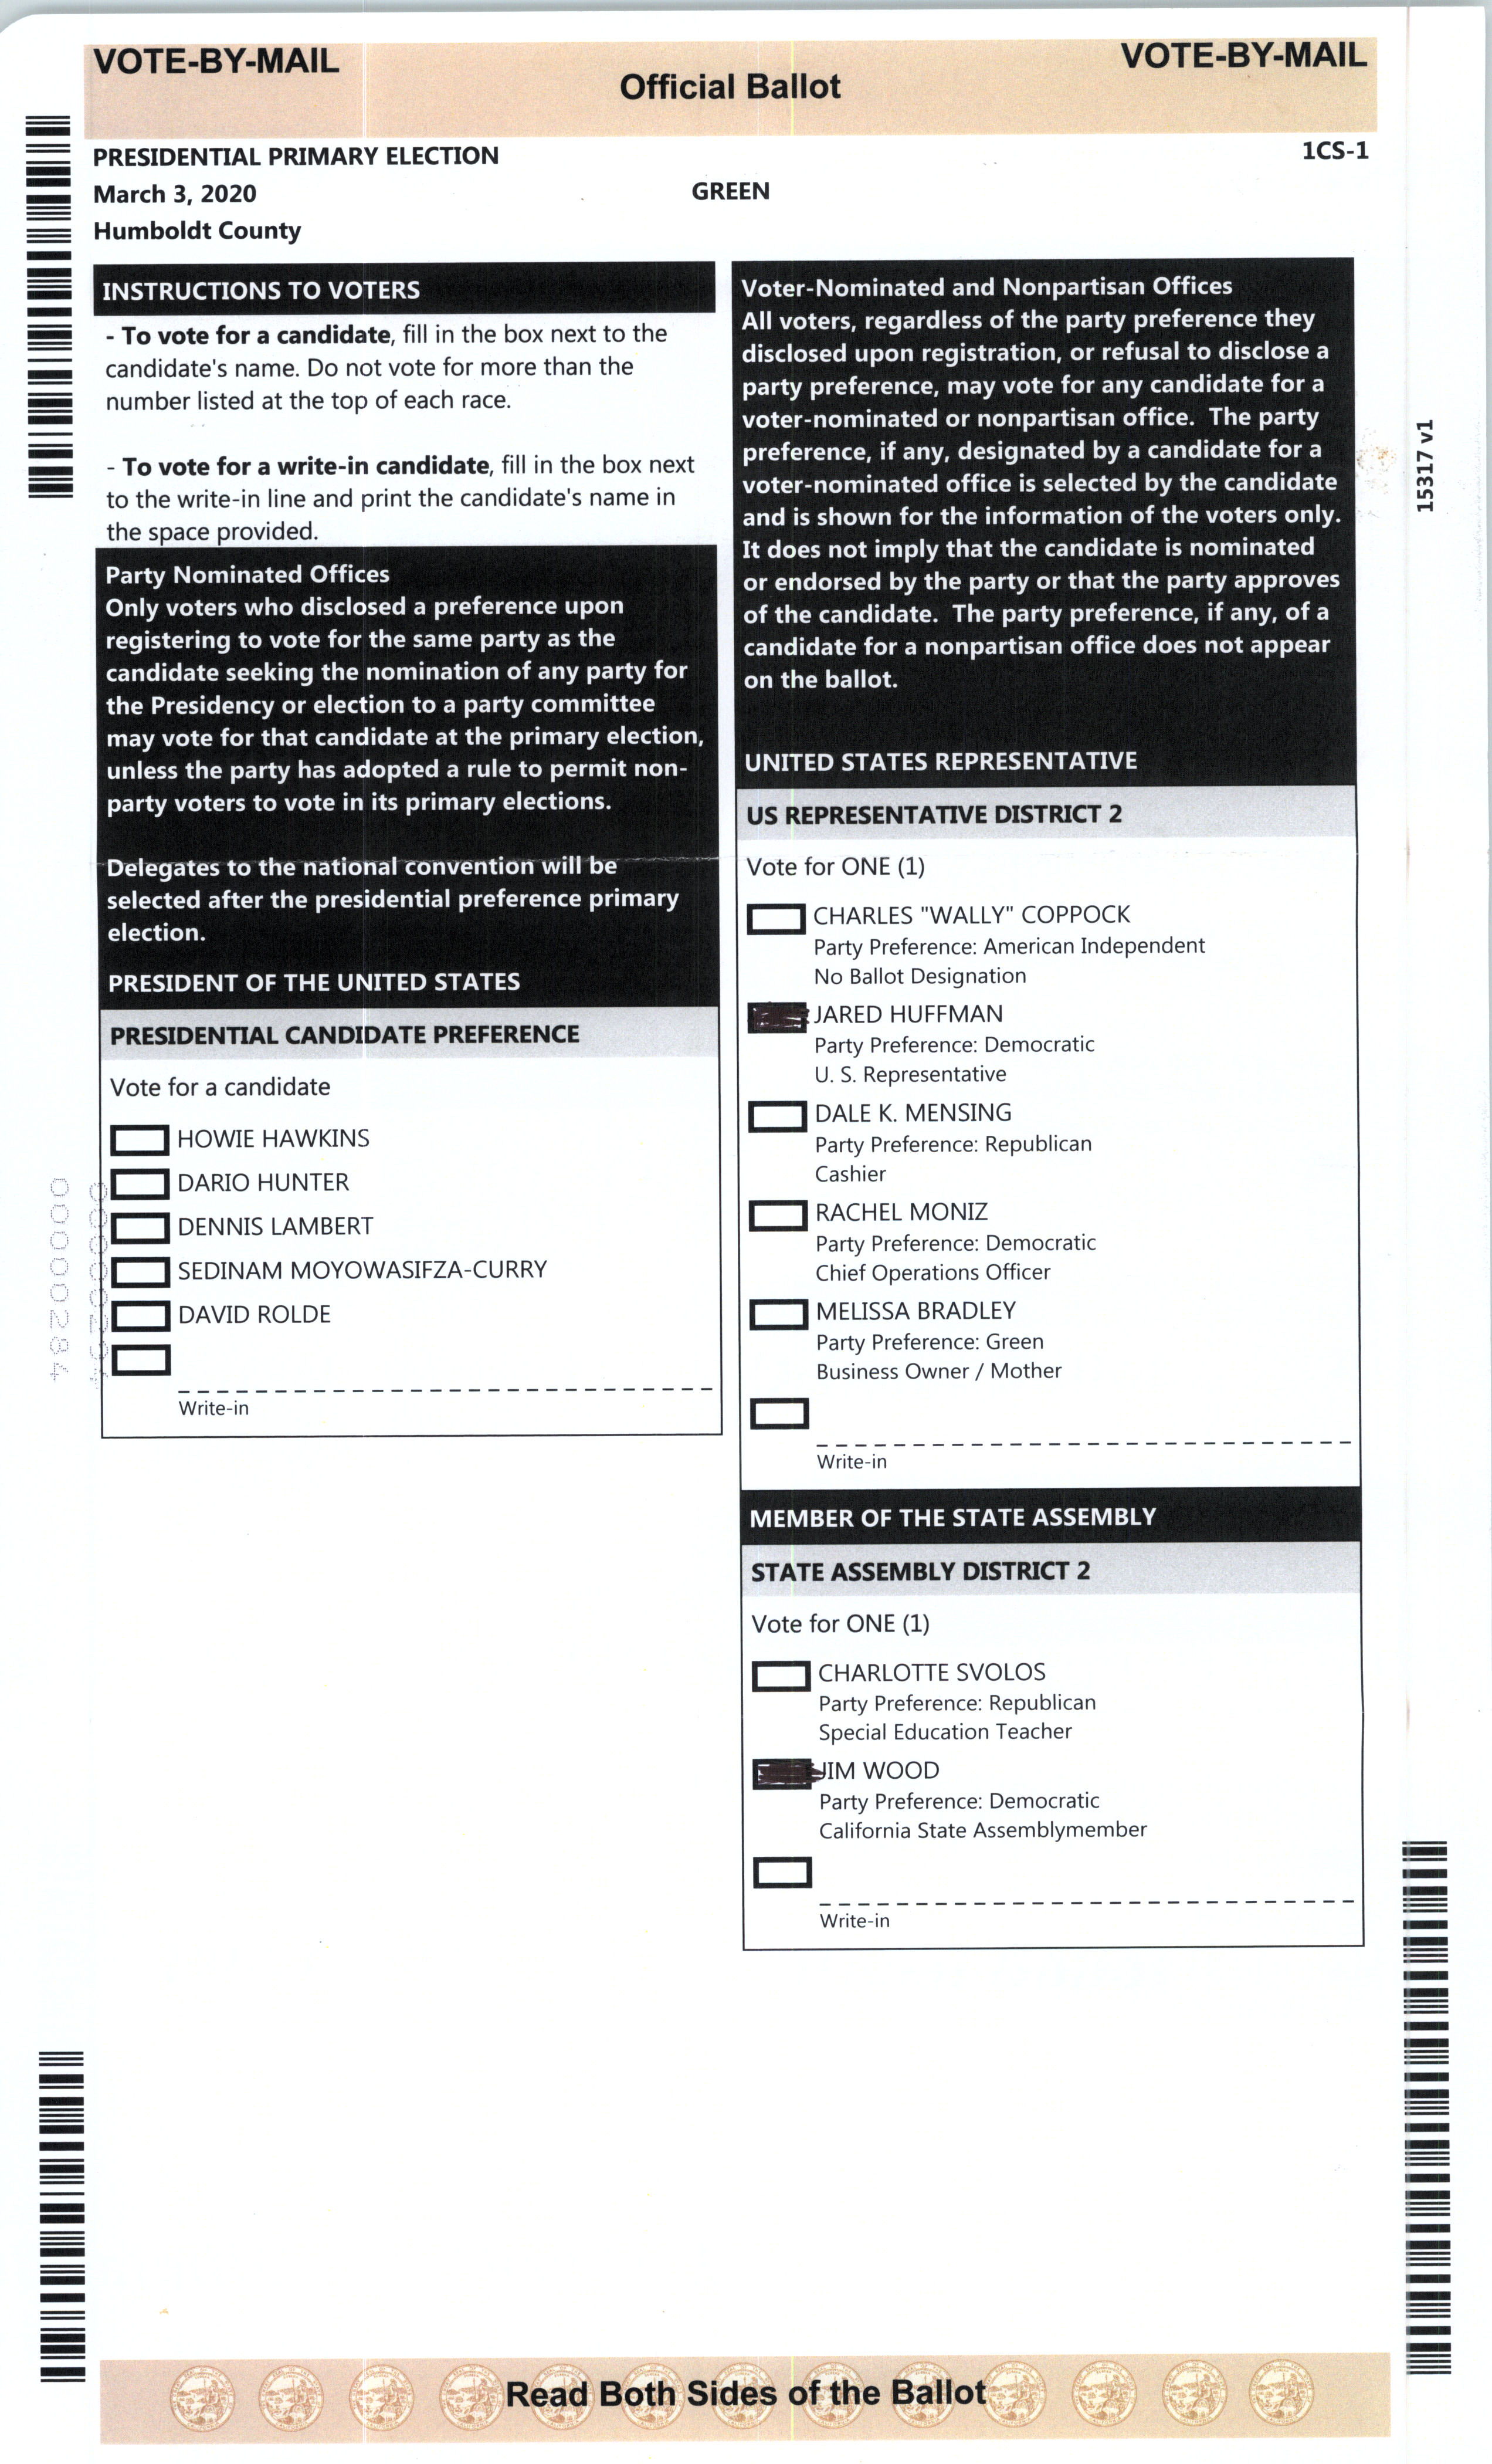 VOTE-BY-MAIL
Official Ballot
VOTE-BY-MAIL
PRESIDENTIAL PRIMARY ELECTION
March 3, 2020
Humboldt County
GREEN
1CS-1
INSTRUCTIONS TO VOTERS
- To vote for a candidate, fill in the box next to the
candidate's name. Do not vote for more than the
number listed at the top of each race.
- To vote for a write-in candidate, fill in the box next
to the write-in line and print the candidate's name in
the space provided.
Party Nominated Offices
Only voters who disclosed a preference upon
registering to vote for the same party as the
candidate seeking the nomination of any party for
the Presidency or election to a party committee
may vote for that candidate at the primary election,
unless the party has adopted a rule to permit non-
party voters to vote in its primary elections.
Delegates to the national convention will be
selected after the presidential preference primary
election.
PRESIDENT OF THE UNITED STATES
PRESIDENTIAL CANDIDATE PREFERENCE
Vote for a candidate
HOWIE HAWKINS
DARIO HUNTER
DENNIS LAMBERT
SEDINAM MOYOWASIFZA-CURRY
DAVID ROLDE
Write-in
00000284
Voter-Nominated and Nonpartisan Offices
All voters, regardless of the party preference they
disclosed upon registration, or refusal to disclose a
party preference, may vote for any candidate for a
voter-nominated or nonpartisan office. The party
preference, if any, designated by a candidate for a
voter-nominated office is selected by the candidate
and is shown for the information of the voters only.
It does not imply that the candidate is nominated
or endorsed by the party or that the party approves
of the candidate. The party preference, if any, of a
candidate for a nonpartisan office does not appear
on the ballot.
UNITED STATES REPRESENTATIVE
US REPRESENTATIVE DISTRICT 2
Vote for ONE (1)
CHARLES "WALLY" COPPOCK
Party Preference: American Independent
No Ballot Designation
JARED HUFFMAN
Party Preference: Democratic
U. S. Representative
DALE K. MENSING
Party Preference: Republican
Cashier
RACHEL MONIZ
Party Preference: Democratic
Chief Operations Officer
MELISSA BRADLEY
Party Preference: Green
Business Owner / Mother
Write-in
MEMBER OF THE STATE ASSEMBLY
STATE ASSEMBLY DISTRICT 2
Vote for ONE (1)
CHARLOTTE SVOLOS
Party Preference: Republican
Special Education Teacher
JIM WOOD
Party Preference: Democratic
California State Assemblymember
Write-in
15317 v1
Read Both Sides of the Ballot